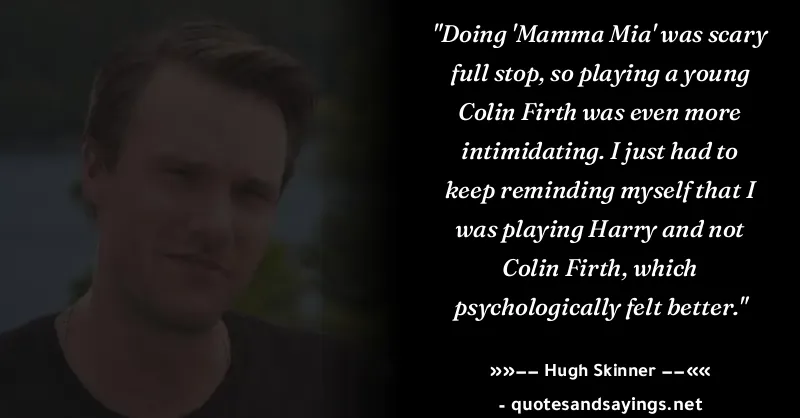 "Doing 'Mamma Mia' was scary
full stop, so playing a young
Colin Firth was even more
intimidating. I just had to
keep reminding myself that I
was playing Harry and not
Colin Firth, which
psychologically felt better."
»»–– Hugh Skinner ––««
- quotesandsayings.net